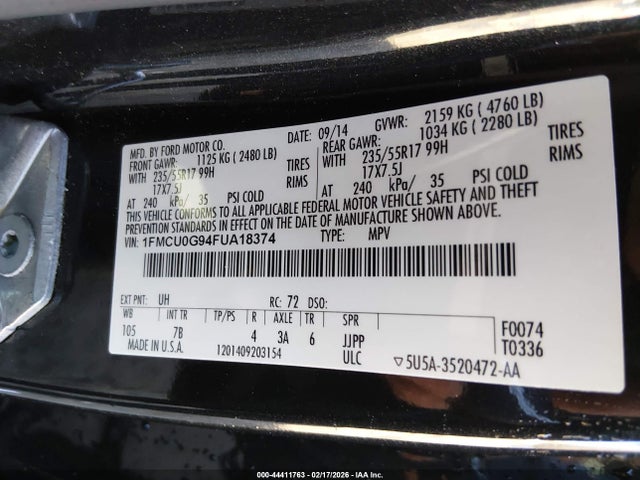 MFD. BY FORD MOTOR CO. DATE: 09/14 GVWR: 2159 KG ( 4760 LB)
FRONT GAWR: 1125 KG ( 2480 LB) REAR GAWR: 1034 KG ( 2280 LB)
WITH 235/55R17 99H TIRES WITH 235/55R17 99H TIRES
17X7.5J RIMS 17X7.5J RIMS
AT 240 kPa/ 35 PSI COLD AT 240 kPa/ 35 PSI COLD
THIS VEHICLE CONFORMS TO ALL APPLICABLE FEDERAL MOTOR VEHICLE SAFETY AND THEFT
PREVENTION STANDARDS IN EFFECT ON THE DATE OF MANUFACTURE SHOWN ABOVE.
VIN: 1FMCU0G94FUA18374 TYPE: MPV
EXT PNT: UH RC: 72 DSO:
WB INT TR TP/PS R AXLE TR SPR
105 7B 4 3A 6 JJPP F0074
MADE IN U.S.A. 1201409203154 ULC T0336
▽5U5A-3520472-AA
000-44411763 - 02/17/2026 - IAA Inc.